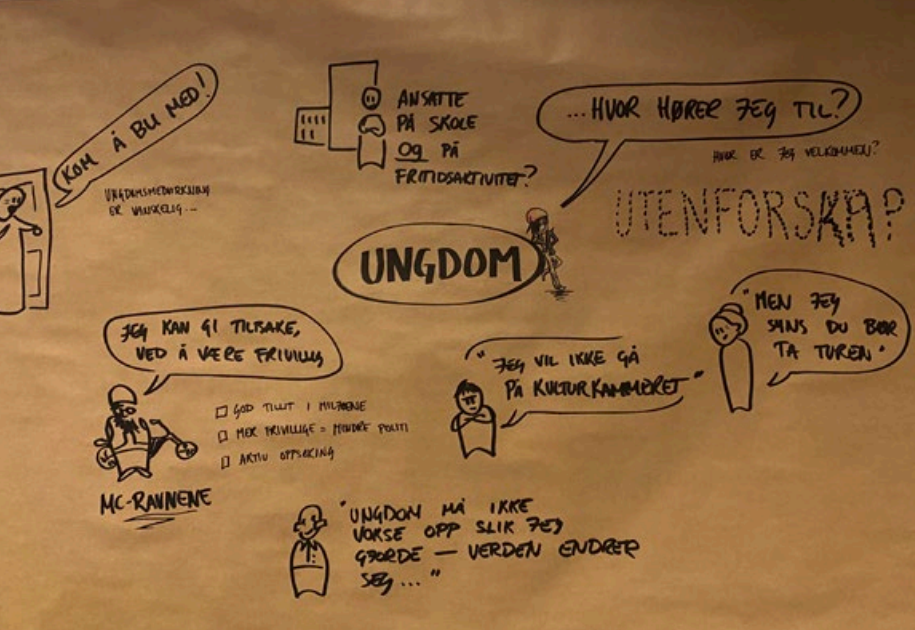 KOM Å BLI MED!
UNGDOMSMEDVIRKNING
ER VANSKELIG...
ANSATTE
PÅ SKOLE
OG PÅ
FRITIDSAKTIVITET?
...HVOR HØRER JEG TIL?
HVOR ER JEG VELKOMMEN?
UTENFORSKAP?
UNGDOM
JEG KAN GI TILBAKE,
VED Å VÆRE FRIVILLIG
GOD TILLIT I MILJØENE
MER FRIVILLIGE = MINDRE POLITI
AKTIV OPPSØKING
MC-RAVNENE
"JEG VIL IKKE GÅ
PÅ KULTURKAMMERET"
"MEN JEG
SYNS DU BØR
TA TUREN"
"UNGDOM MÅ IKKE
VOKSE OPP SLIK JEG
GJORDE — VERDEN ENDRER
SEG..."